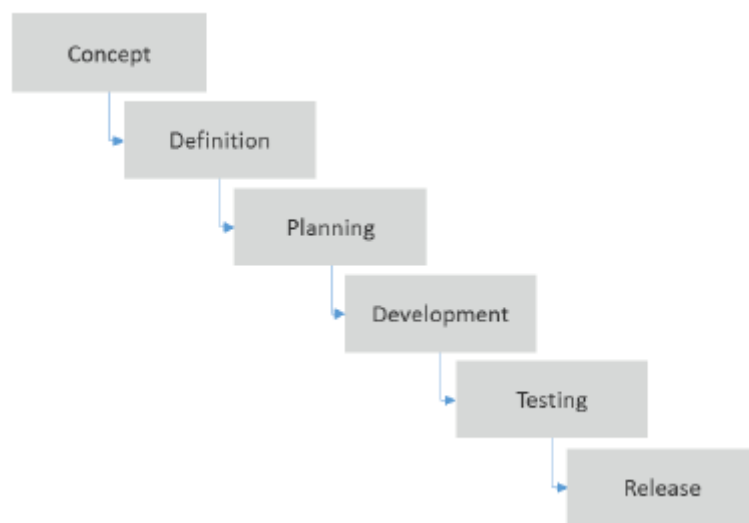 Concept
Definition
Planning
Development
Testing
Release